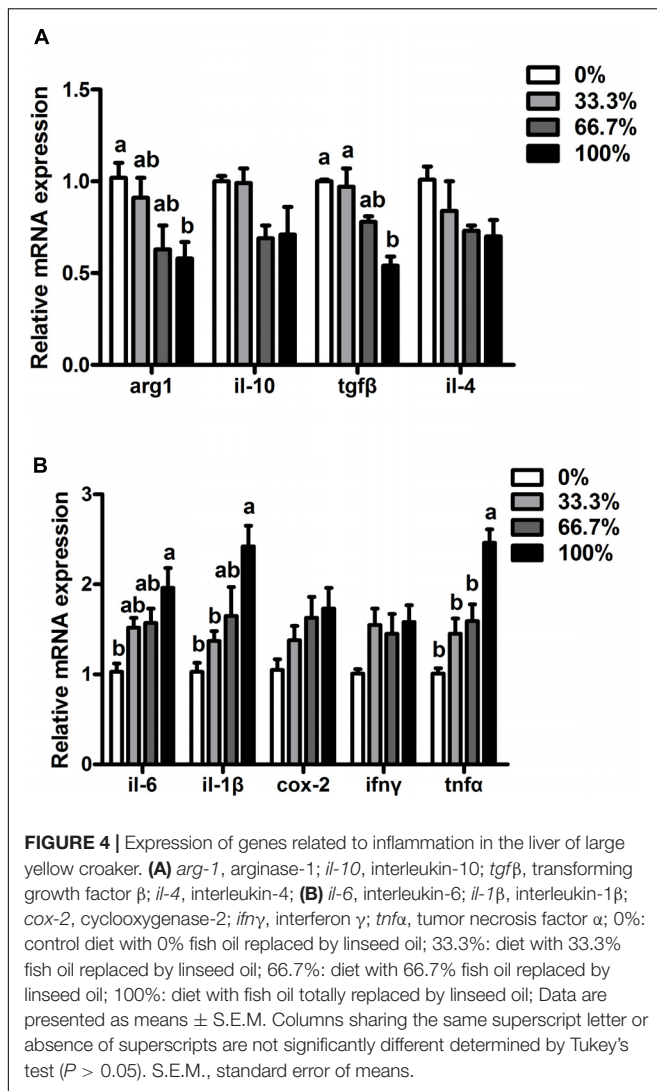 A
0%
33.3%
66.7%
100%
Relative mRNA expression
1.5
1.0
0.5
0.0
a ab ab b
a a ab b
arg1 il-10 tgfβ il-4
B
0%
33.3%
66.7%
100%
Relative mRNA expression
3
2
1
0
b ab ab a
b b ab a
b b b a
il-6 il-1β cox-2 ifnγ tnfα
FIGURE 4 | Expression of genes related to inflammation in the liver of large
yellow croaker. (A) arg-1, arginase-1; il-10, interleukin-10; tgfβ, transforming
growth factor β; il-4, interleukin-4; (B) il-6, interleukin-6; il-1β, interleukin-1β;
cox-2, cyclooxygenase-2; ifnγ, interferon γ; tnfα, tumor necrosis factor α; 0%:
control diet with 0% fish oil replaced by linseed oil; 33.3%: diet with 33.3%
fish oil replaced by linseed oil; 66.7%: diet with 66.7% fish oil replaced by
linseed oil; 100%: diet with fish oil totally replaced by linseed oil; Data are
presented as means ± S.E.M. Columns sharing the same superscript letter or
absence of superscripts are not significantly different determined by Tukey's
test (P > 0.05). S.E.M., standard error of means.